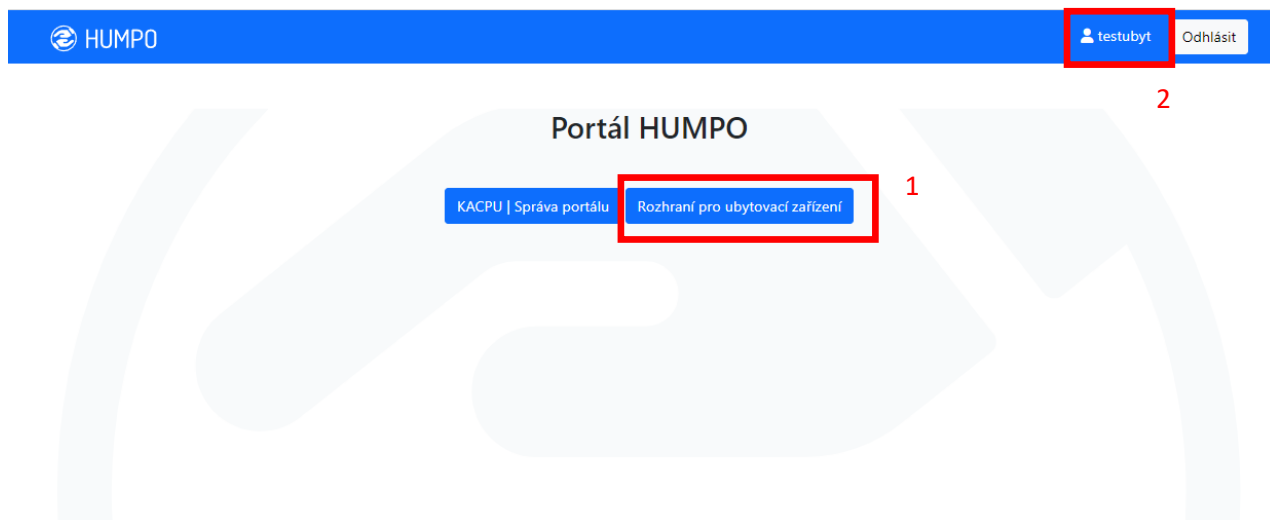 HUMPO
testubyt
Odhlásit
2
Portál HUMPO
1
KACPU | Správa portálu
Rozhraní pro ubytovací zařízení